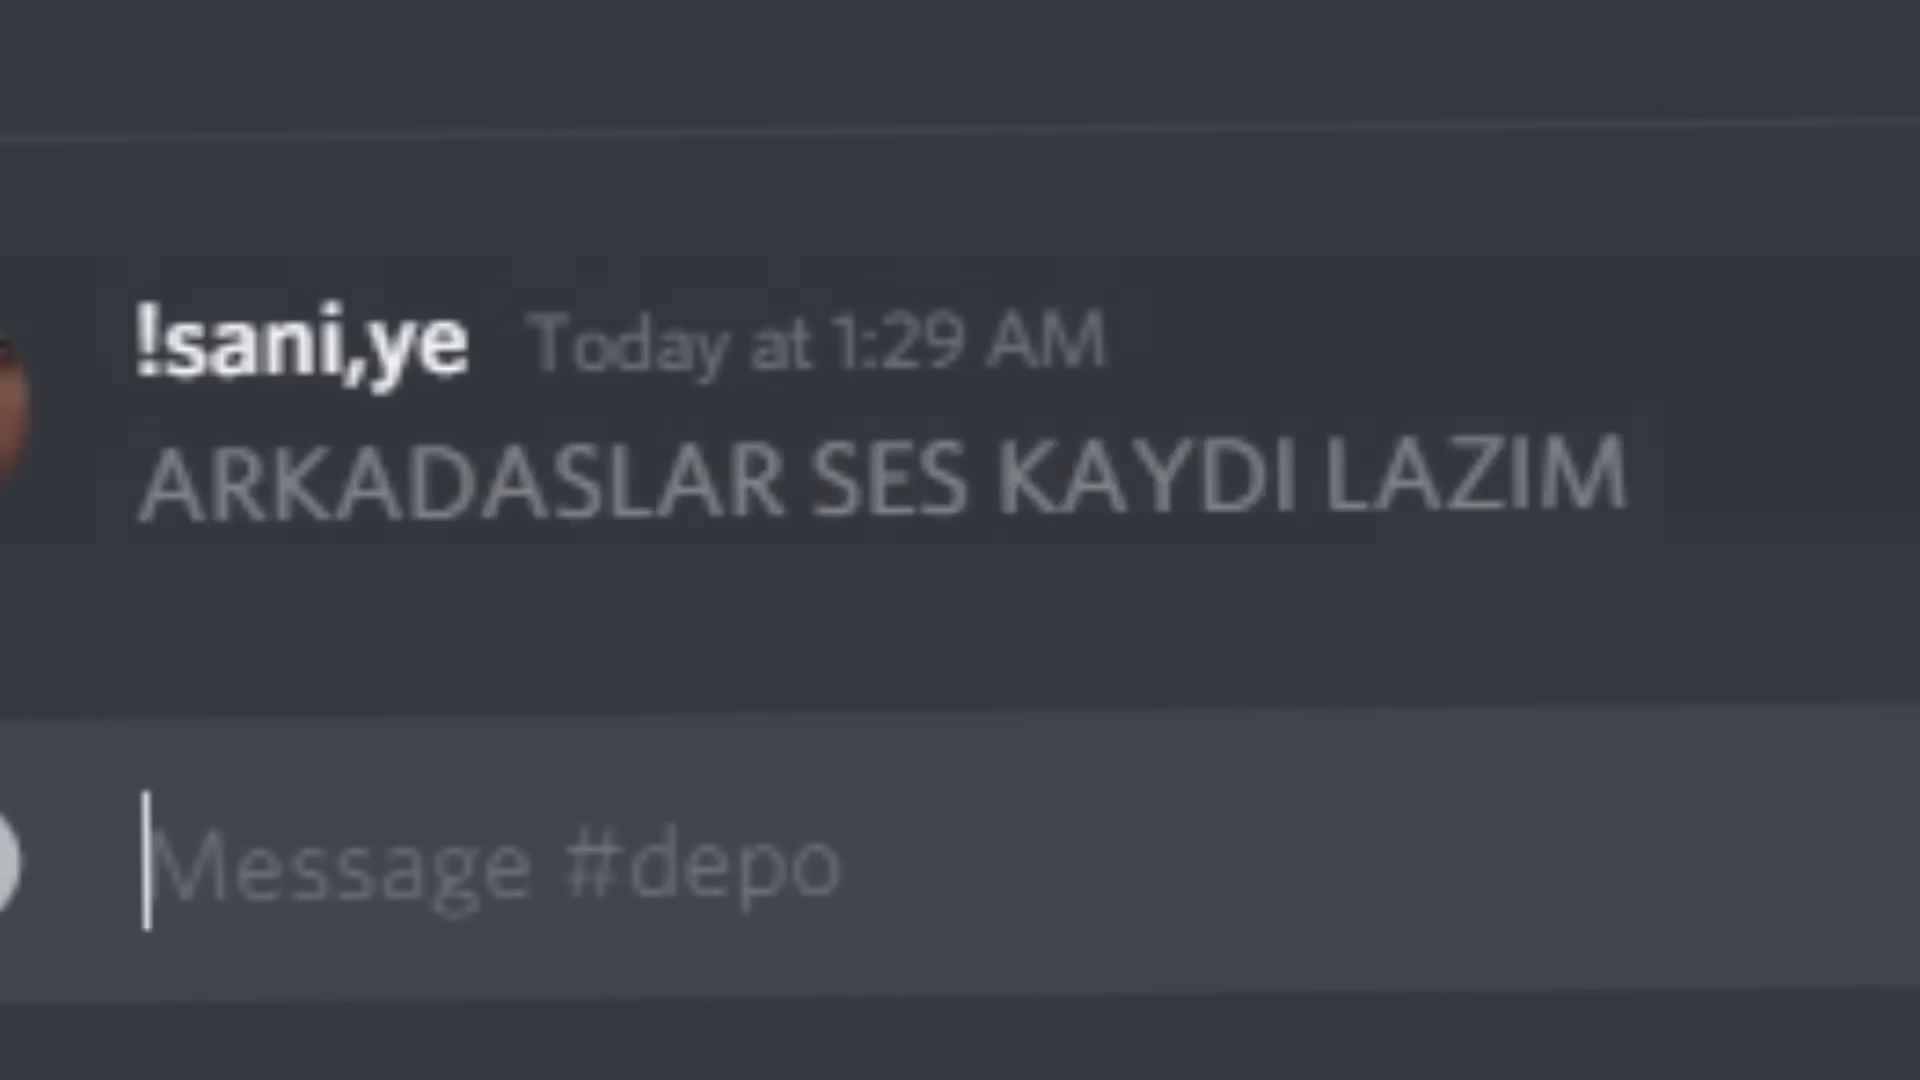 !sani,ye Today at 1:29 AM
ARKADASLAR SES KAYDI LAZIM
Message #depo